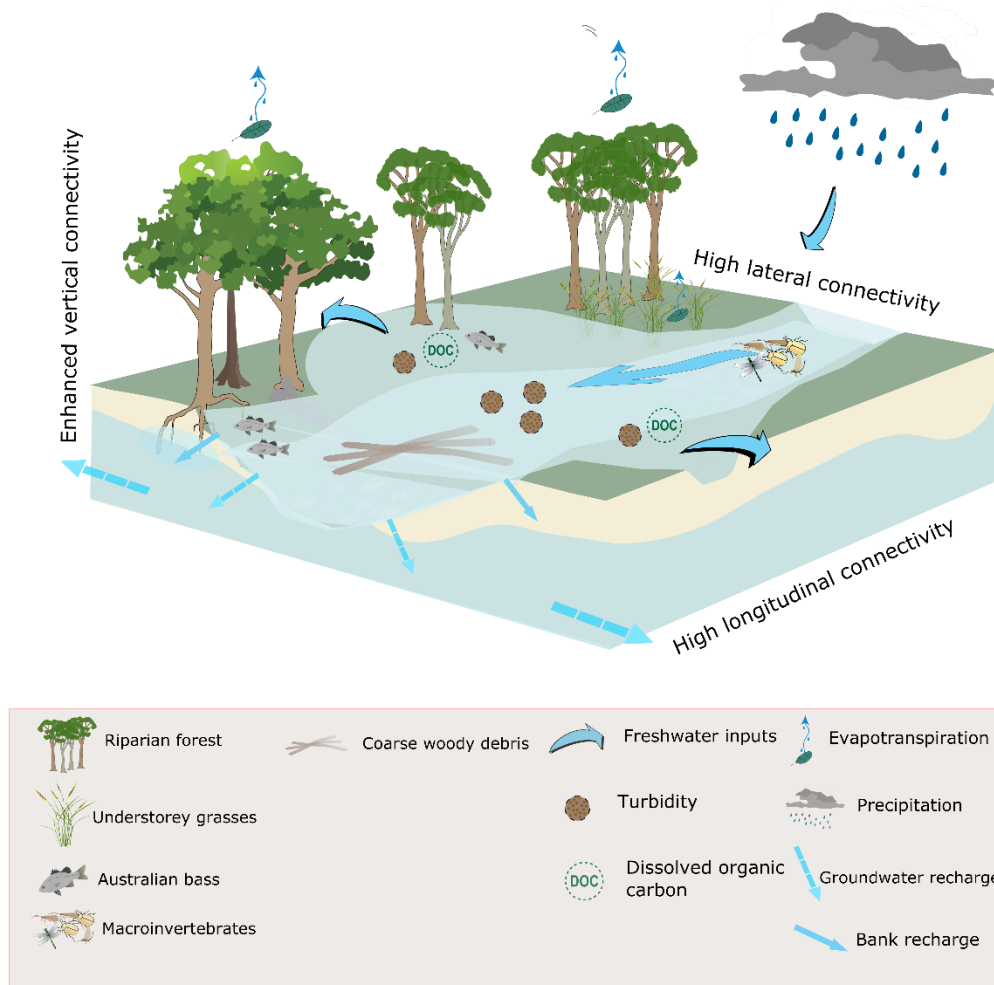 Enhanced vertical connectivity
High lateral connectivity
DOC
DOC
High longitudinal connectivity
Riparian forest
Coarse woody debris
Freshwater inputs
Evapotranspiration
Understorey grasses
Turbidity
Precipitation
Australian bass
DOC
Dissolved organic
carbon
Groundwater recharge
Macroinvertebrates
Bank recharge